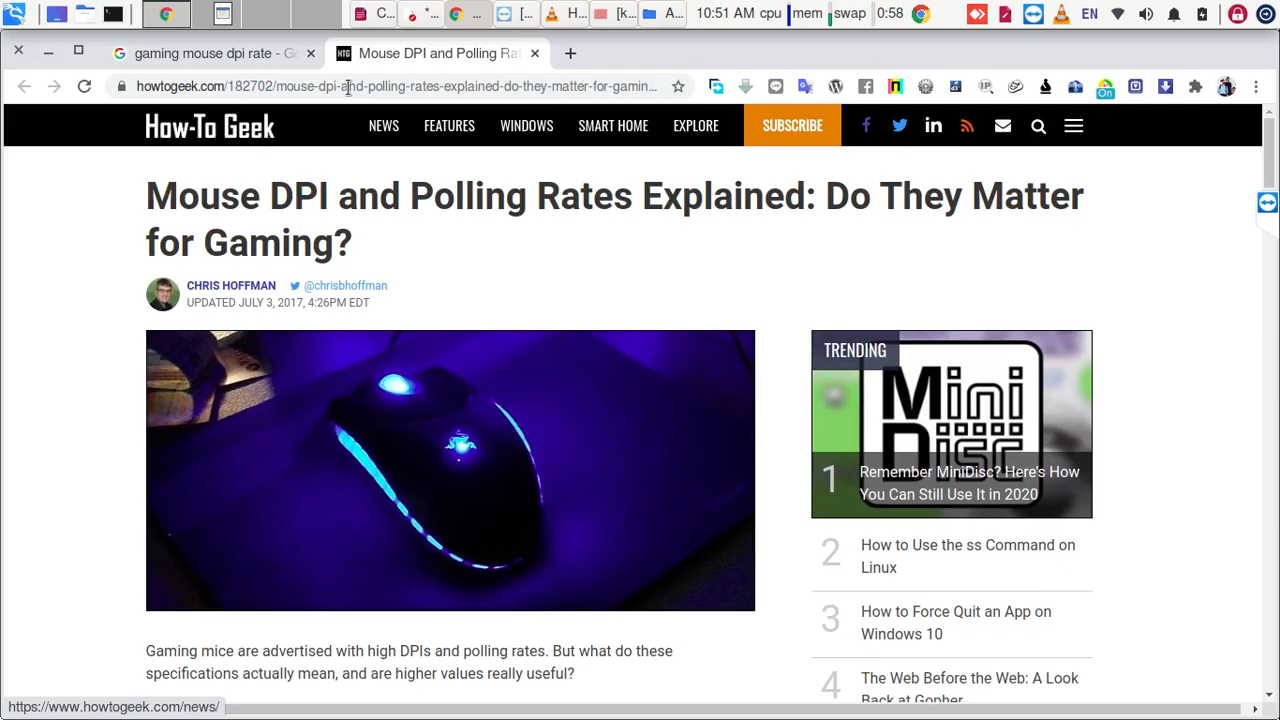 C...
"...
...
[...
H...
[k...
A...
10:51 AM cpu mem swap 0:58 EN
gaming mouse dpi rate - Go
HTG Mouse DPI and Polling Ra
howtogeek.com/182702/mouse-dpi-and-polling-rates-explained-do-they-matter-for-gamin...
On
How-To Geek NEWS FEATURES WINDOWS SMART HOME EXPLORE SUBSCRIBE
Mouse DPI and Polling Rates Explained: Do They Matter
for Gaming?
CHRIS HOFFMAN @chrisbhoffman
UPDATED JULY 3, 2017, 4:26PM EDT
TRENDING
Mini
Disc
1 Remember MiniDisc? Here's How
You Can Still Use It in 2020
2 How to Use the ss Command on
Linux
3 How to Force Quit an App on
Windows 10
4 The Web Before the Web: A Look
Back at Gopher
Gaming mice are advertised with high DPIs and polling rates. But what do these
specifications actually mean, and are higher values really useful?
https://www.howtogeek.com/news/